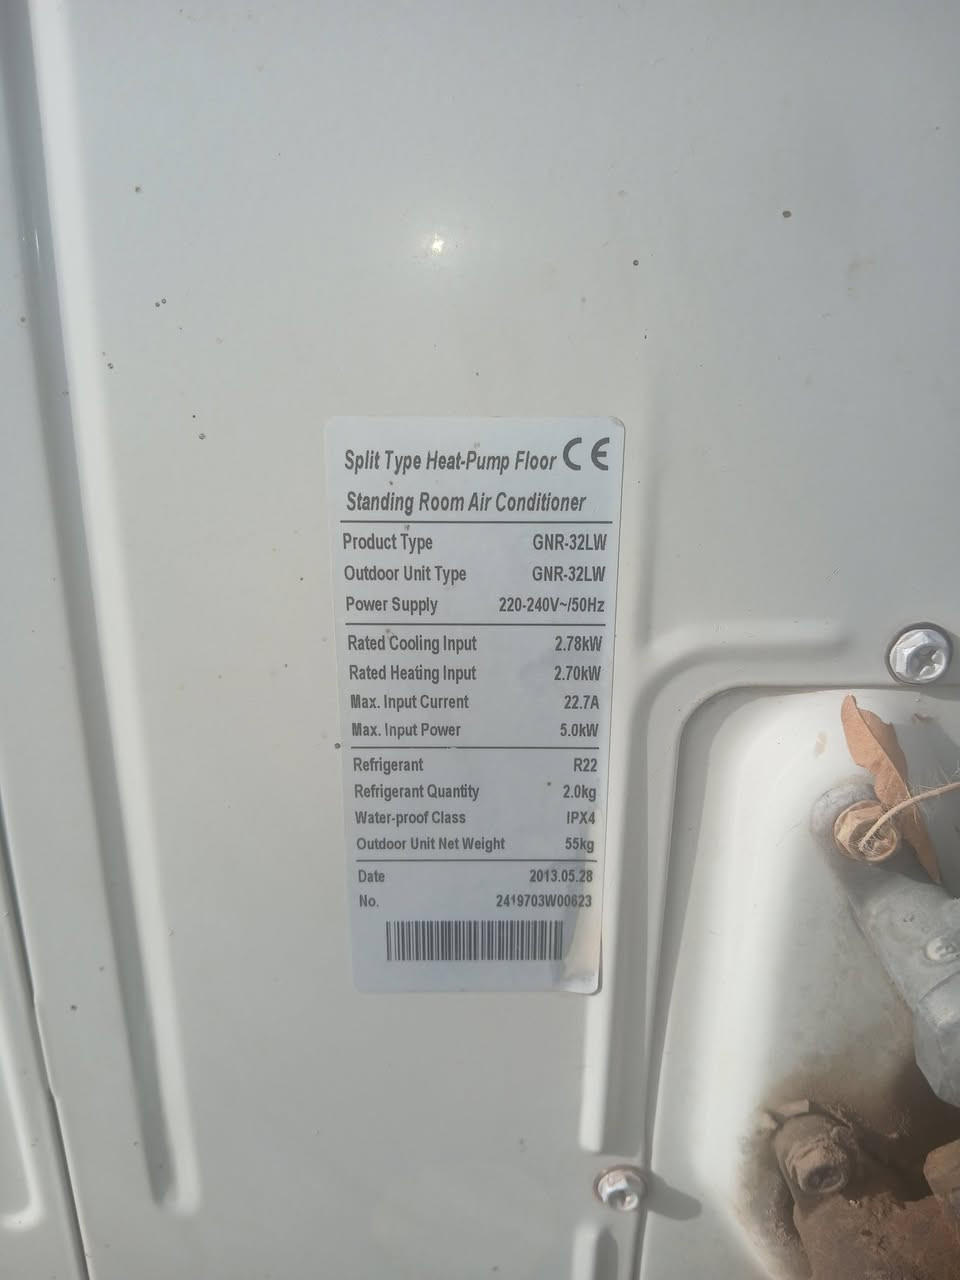 Split Type Heat-Pump Floor CE
Standing Room Air Conditioner
Product Type GNR-32LW
Outdoor Unit Type GNR-32LW
Power Supply 220-240V~/50Hz
Rated Cooling Input 2.78kW
Rated Heating Input 2.70kW
Max. Input Current 22.7A
Max. Input Power 5.0kW
Refrigerant R22
Refrigerant Quantity 2.0kg
Water-proof Class IPX4
Outdoor Unit Net Weight 55kg
Date 2013.05.28
No. 2419703W00623